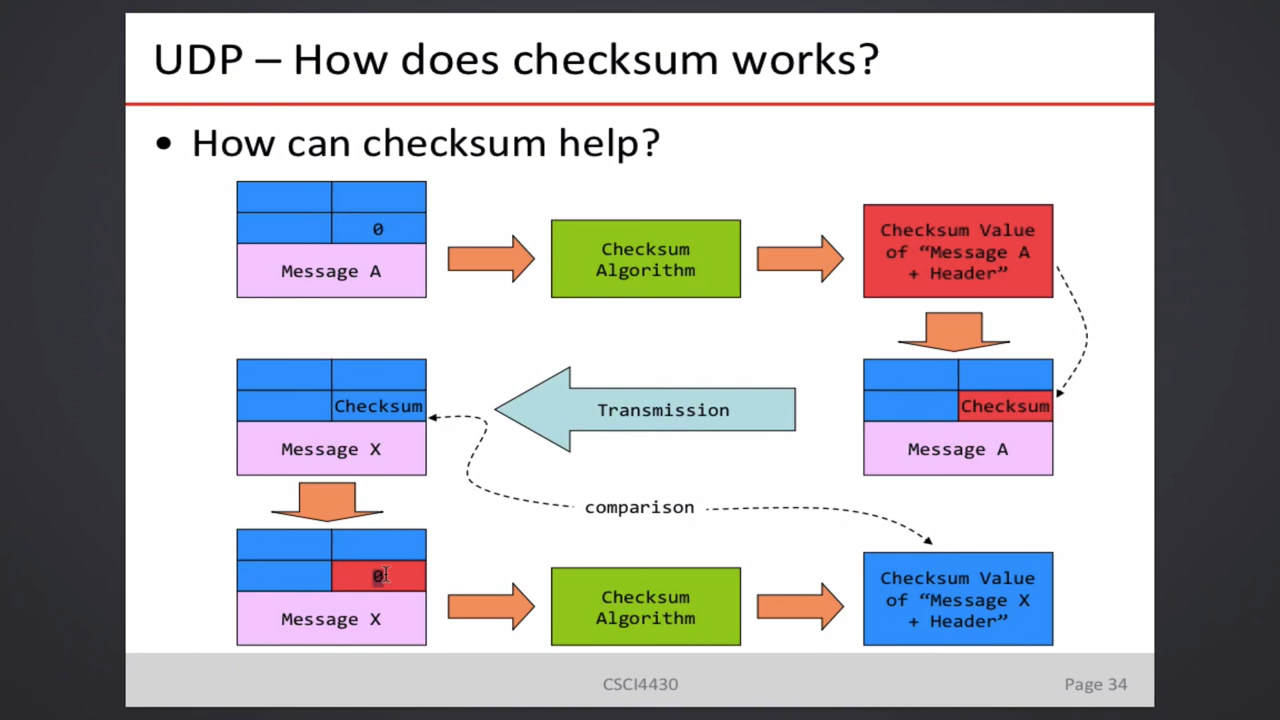 UDP – How does checksum works?
• How can checksum help?
0
Message A
Checksum
Algorithm
Checksum Value
of “Message A
+ Header”
Checksum
Message X
Transmission
Checksum
Message A
comparison
0
Message X
Checksum
Algorithm
Checksum Value
of “Message X
+ Header”
CSCI4430
Page 34